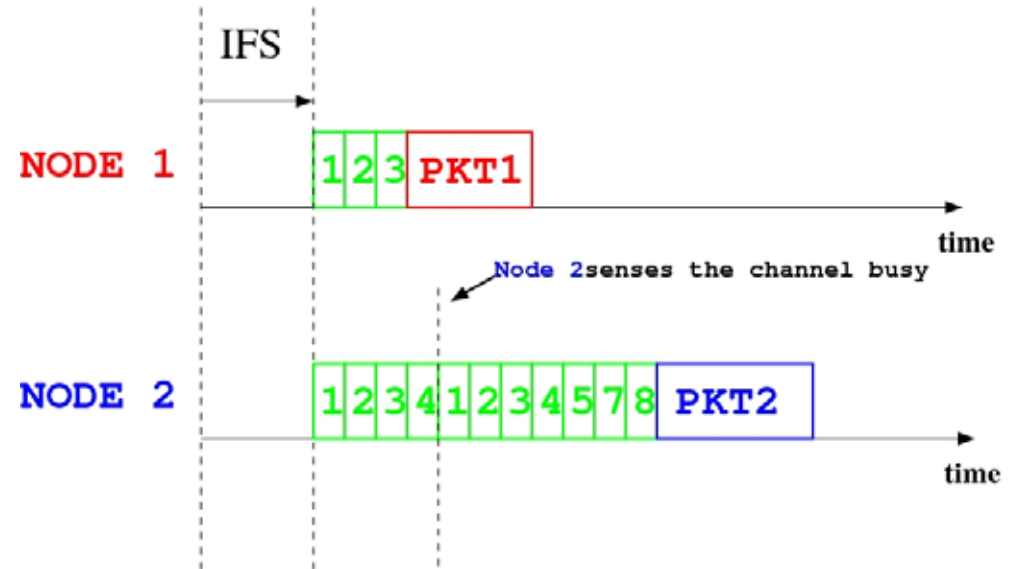 IFS
NODE 1
1 2 3 PKT1
time
Node 2senses the channel busy
NODE 2
1 2 3 4 1 2 3 4 5 7 8 PKT2
time